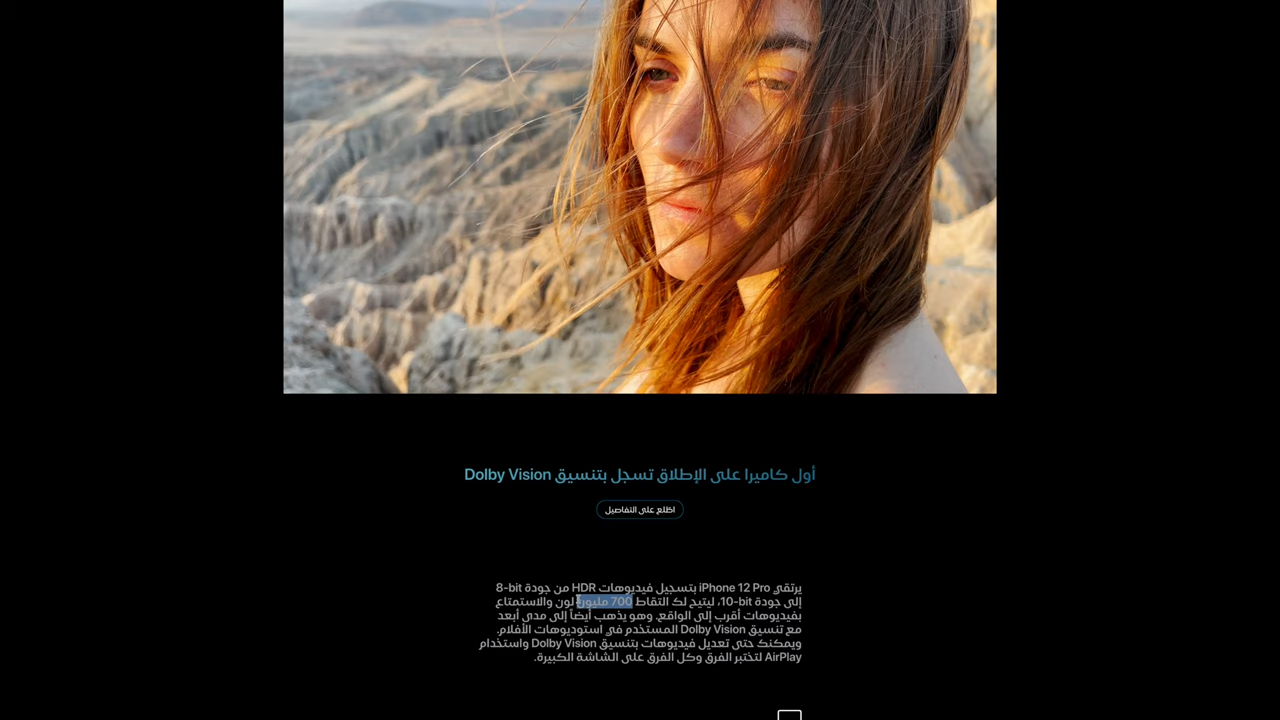 أول كاميرا على الإطلاق تسجل بتنسيق Dolby Vision
اطّلع على التفاصيل
يرتقي iPhone 12 Pro بتسجيل فيديوهات HDR من جودة 8-bit
إلى جودة 10-bit، ليتيح لك التقاط 700 مليون لون والاستمتاع
بفيديوهات أقرب إلى الواقع. وهو يذهب أيضاً إلى مدى أبعد
مع تنسيق Dolby Vision المستخدم في استوديوهات الأفلام.
ويمكنك حتى تعديل فيديوهات بتنسيق Dolby Vision واستخدام
AirPlay لتختبر الفرق وكل الفرق على الشاشة الكبيرة.